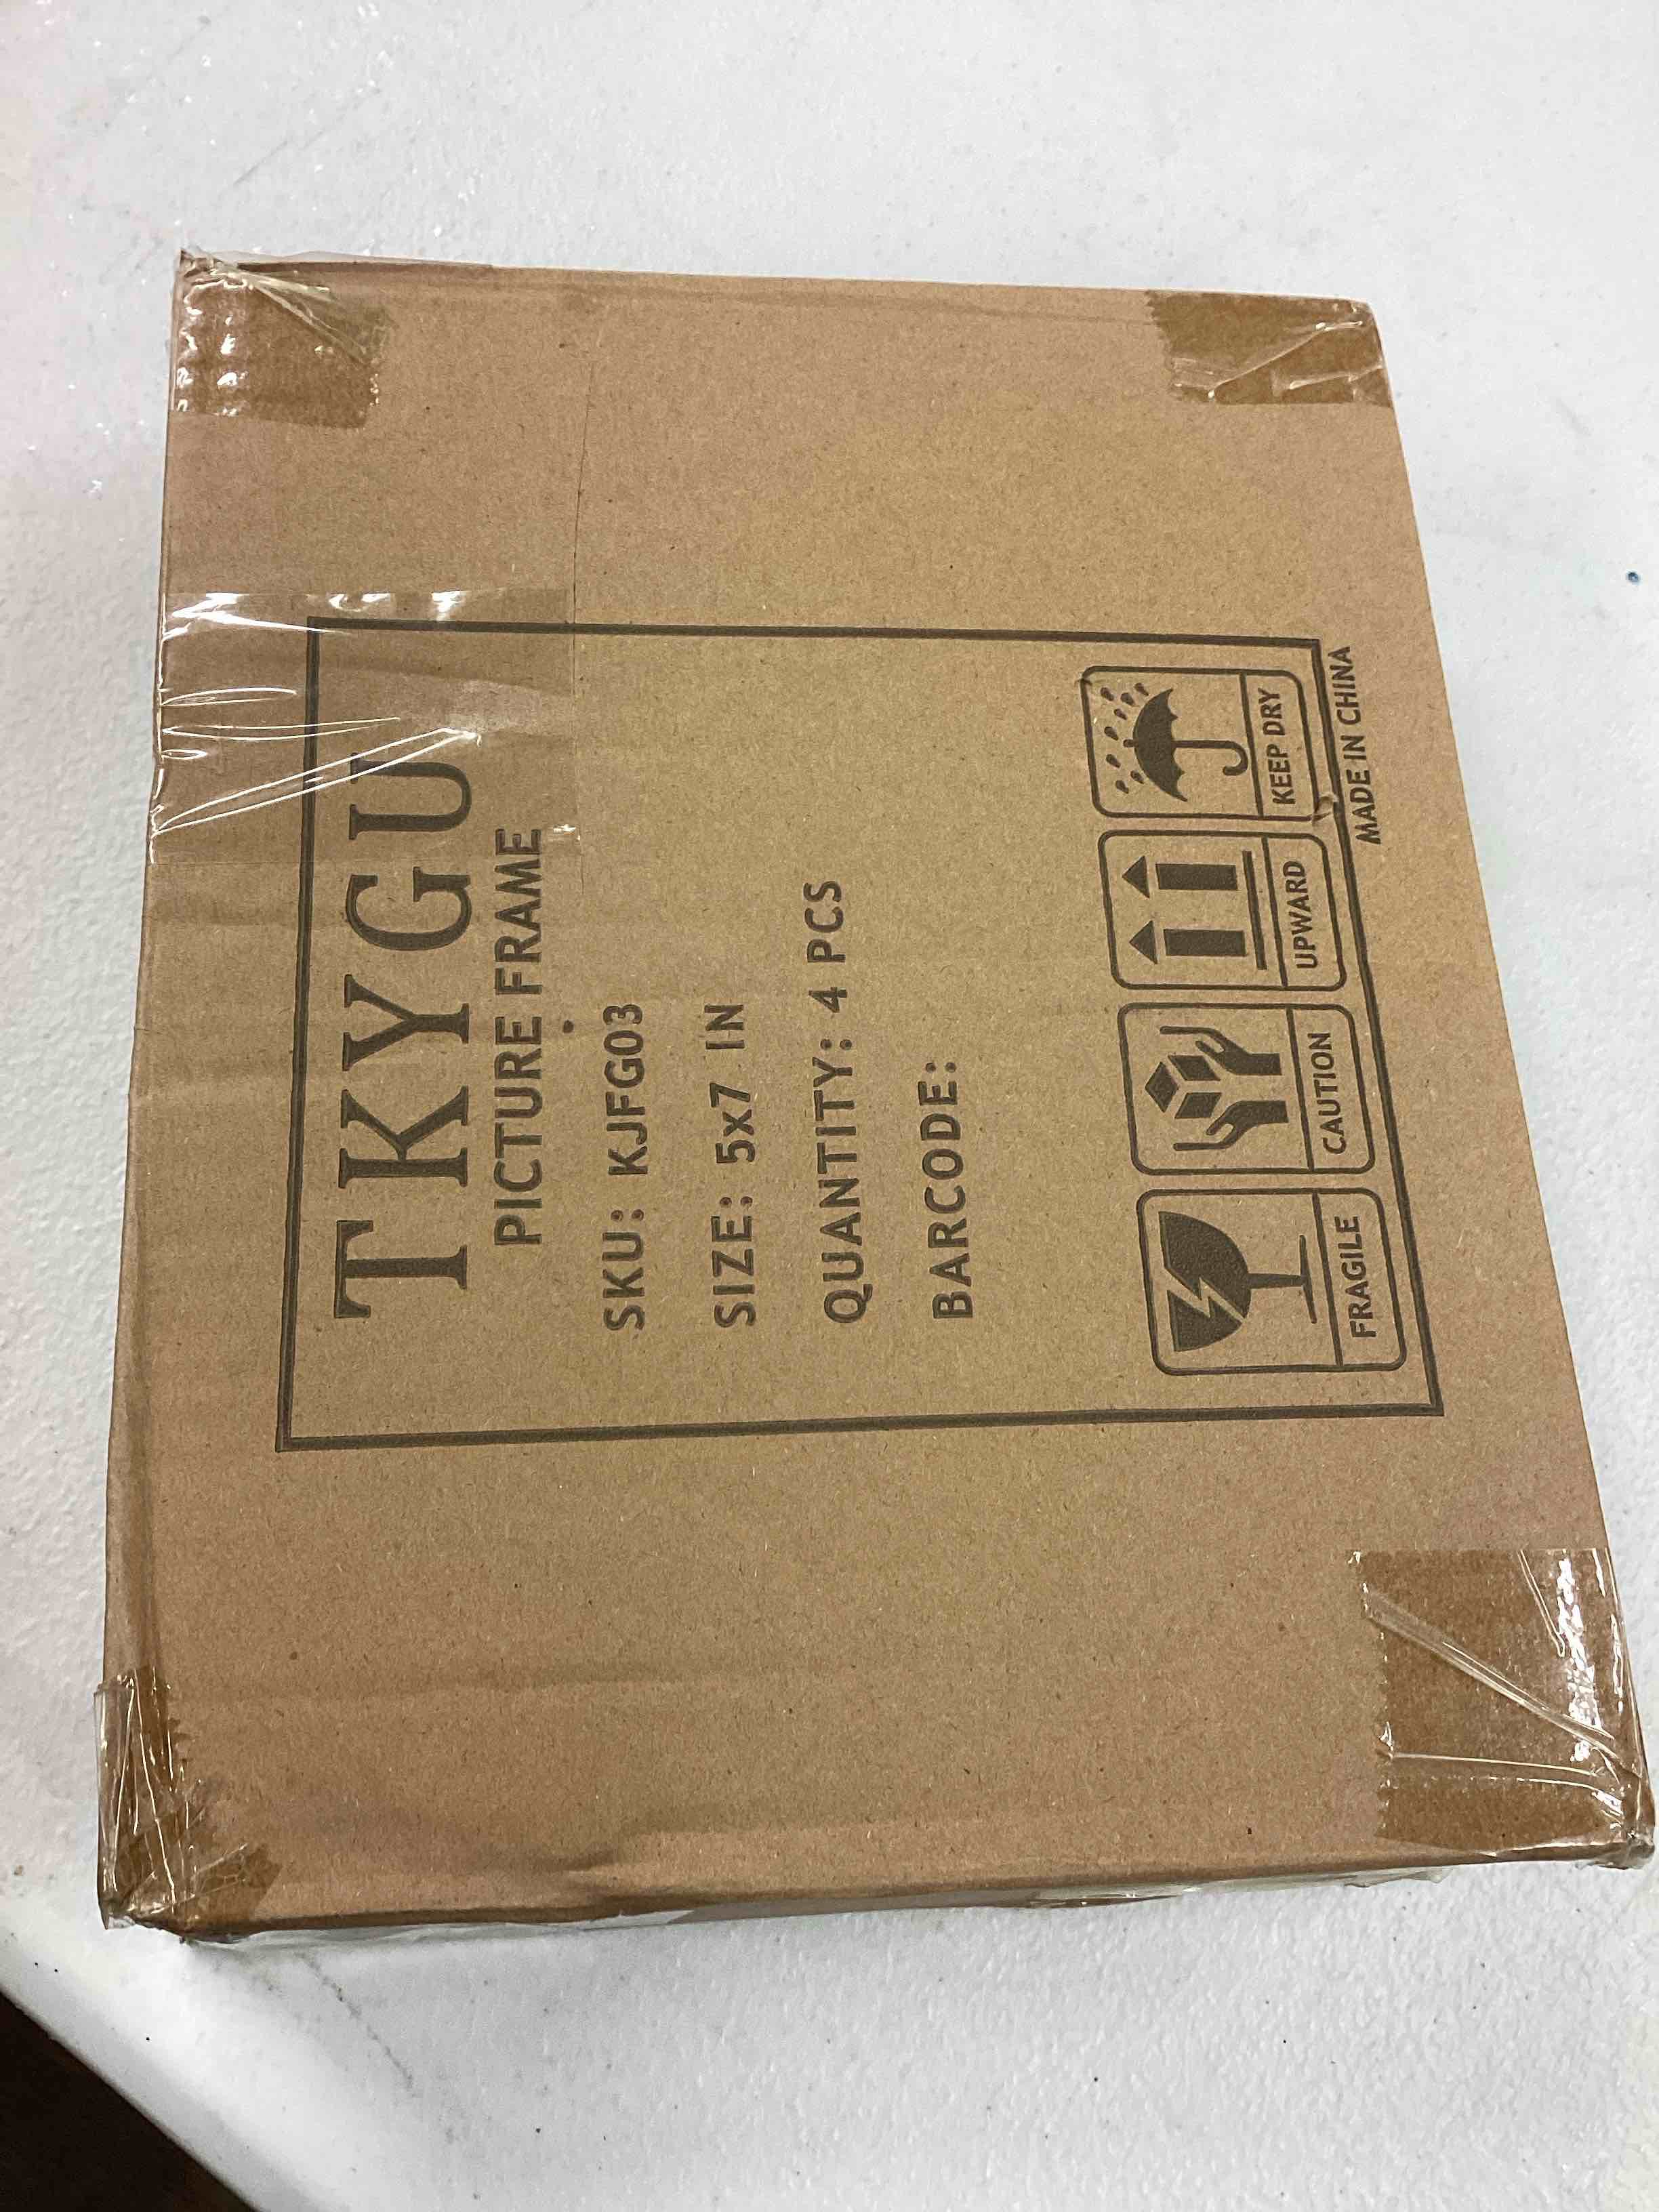 TKYGU
PICTURE FRAME
SKU: KJFG03
SIZE: 5x7 IN
QUANTITY: 4 PCS
BARCODE:
FRAGILE
CAUTION
UPWARD
KEEP DRY
MADE IN CHINA